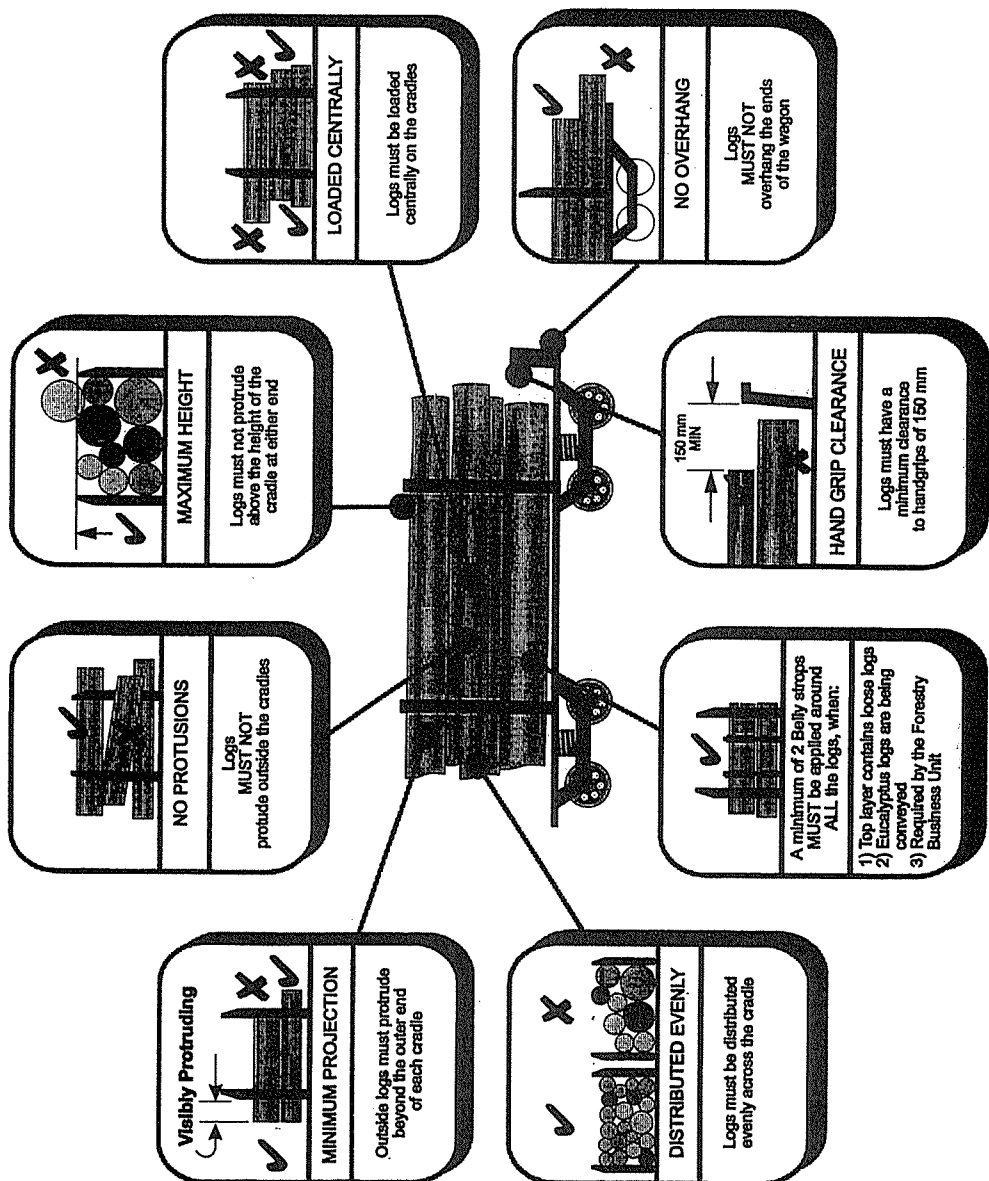 Visibly Protruding
MINIMUM PROJECTION
Outside logs must protrude
beyond the outer end
of each cradle
NO PROTUSIONS
Logs
MUST NOT
protude outside the cradles
MAXIMUM HEIGHT
Logs must not protrude
above the height of the
cradle at either end
LOADED CENTRALLY
Logs must be loaded
centrally on the cradles
DISTRIBUTED EVENLY
Logs must be distributed
evenly across the cradle
A minimum of 2 Belly strops
MUST be applied around
ALL the logs, when:
1) Top layer contains loose logs
2) Eucalyptus logs are being
conveyed
3) Required by the Forestry
Business Unit
150 mm
MIN
HAND GRIP CLEARANCE
Logs must have a
minimum clearance
to handgrips of 150 mm
NO OVERHANG
Logs
MUST NOT
overhang the ends
of the wagon